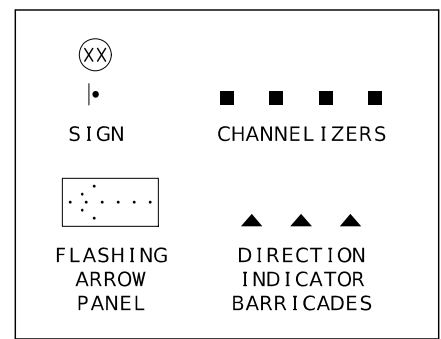 XX
SIGN
CHANNELIZERS
FLASHING
ARROW
PANEL
DIRECTION
INDICATOR
BARRICADES